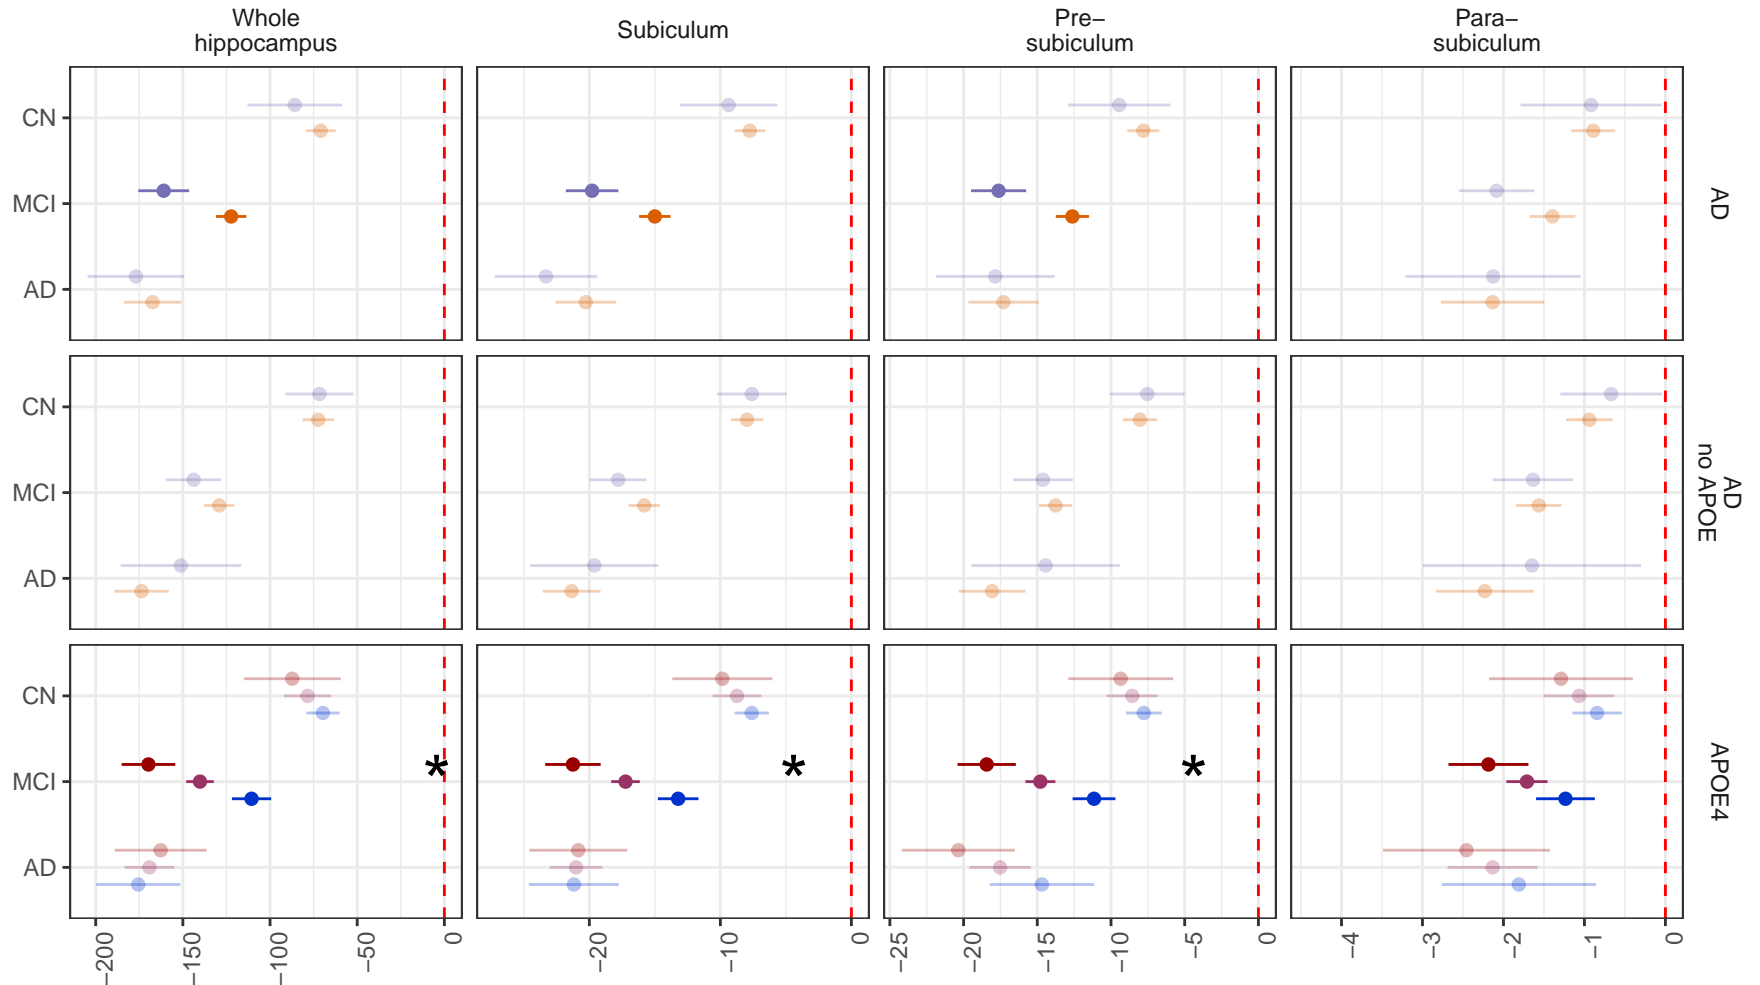 Whole
hippocampus
Subiculum
Pre−
subiculum
Para−
subiculum
CN
MCI
AD
AD
CN
MCI
AD
AD
no APOE
CN
*
*
*
MCI
AD
APOE4
−200
−150
−100
−50
0
−20
−10
0
−25
−20
−15
−10
−5
0
−4
−3
−2
−1
0